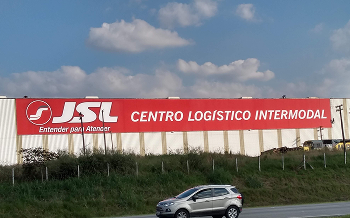 JSL CENTRO LOGÍSTICO INTERMODAL
Entender para Atender